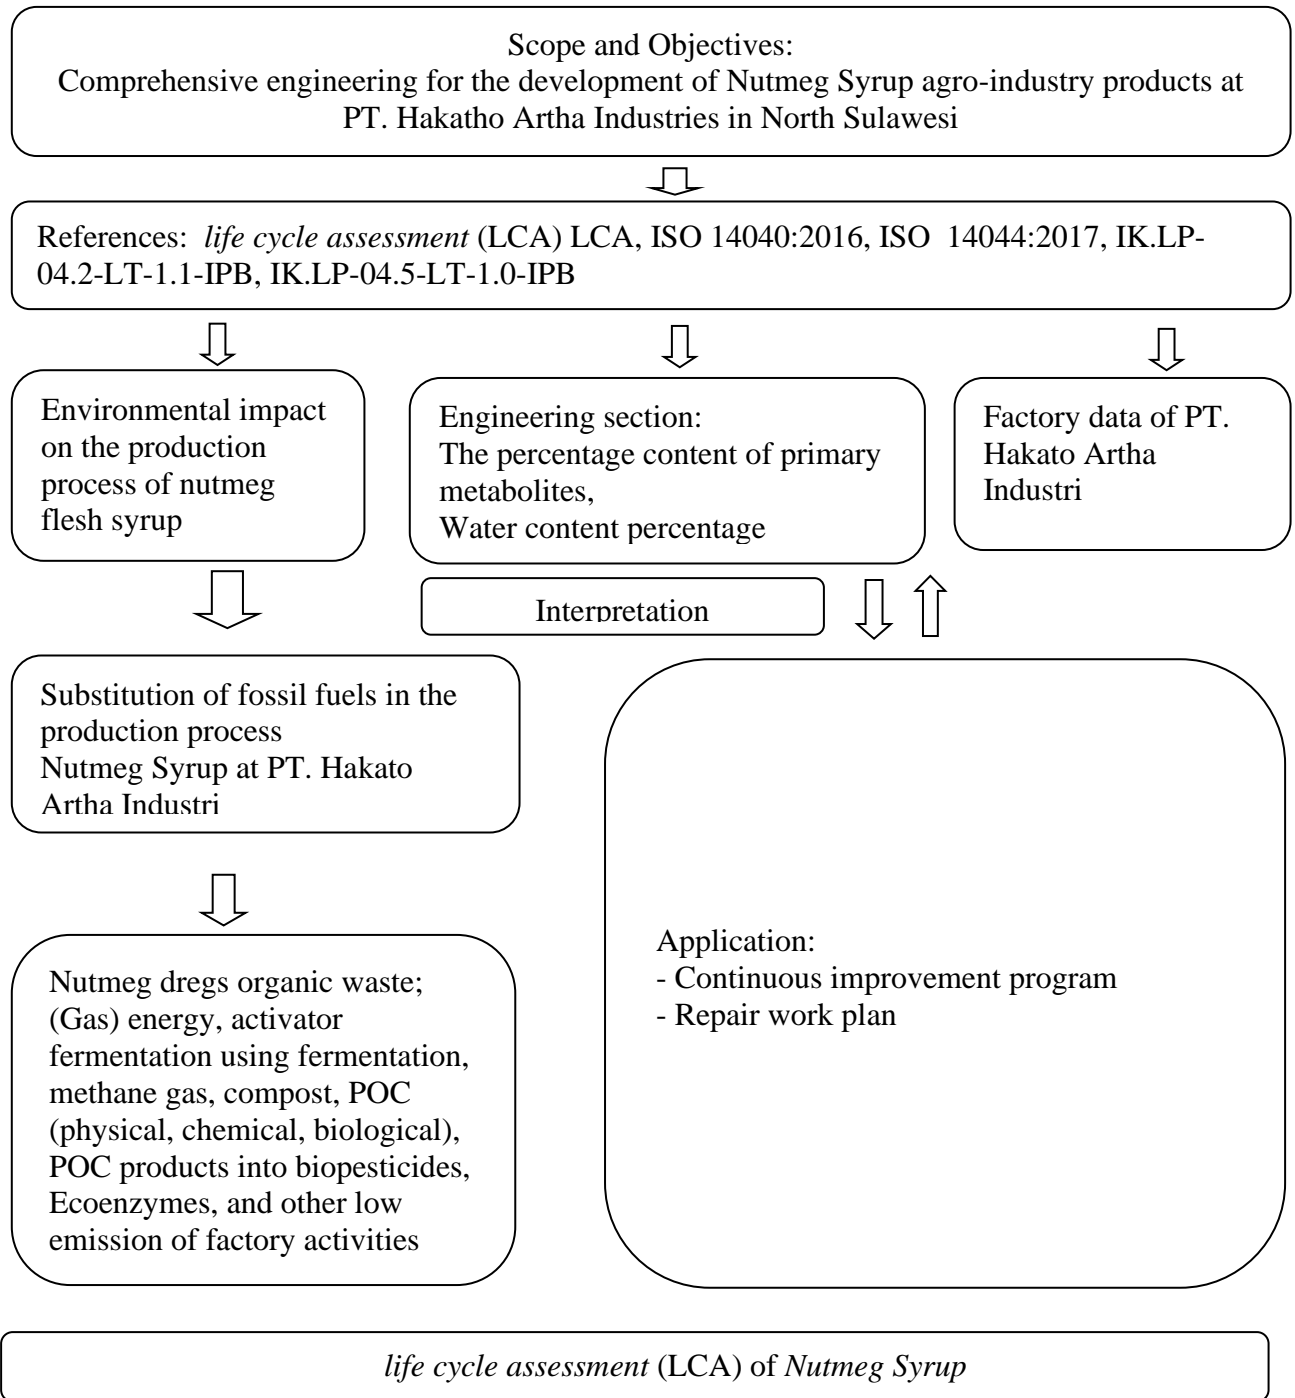 Scope and Objectives:
Comprehensive engineering for the development of Nutmeg Syrup agro-industry products at
PT. Hakatho Artha Industries in North Sulawesi
References: life cycle assessment (LCA) LCA, ISO 14040:2016, ISO 14044:2017, IK.LP-
04.2-LT-1.1-IPB, IK.LP-04.5-LT-1.0-IPB
Environmental impact
on the production
process of nutmeg
flesh syrup
Engineering section:
The percentage content of primary
metabolites,
Water content percentage
Factory data of PT.
Hakato Artha
Industri
Interpretation
Substitution of fossil fuels in the
production process
Nutmeg Syrup at PT. Hakato
Artha Industri
Application:
- Continuous improvement program
- Repair work plan
Nutmeg dregs organic waste;
(Gas) energy, activator
fermentation using fermentation,
methane gas, compost, POC
(physical, chemical, biological),
POC products into biopesticides,
Ecoenzymes, and other low
emission of factory activities
life cycle assessment (LCA) of Nutmeg Syrup